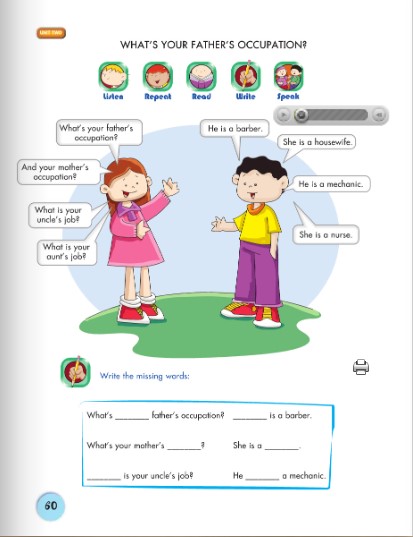 UNIT TWO
WHAT'S YOUR FATHER'S OCCUPATION?
Listen Repeat Read Write Speak
What's your father's
occupation?
He is a barber.
And your mother's
occupation?
She is a housewife.
What is your
uncle's job?
He is a mechanic.
What is your
aunt's job?
She is a nurse.
Write the missing words:
What's _______ father's occupation? _______ is a barber.
What's your mother's _______? She is a _______.
_______ is your uncle's job? He _______ a mechanic.
60